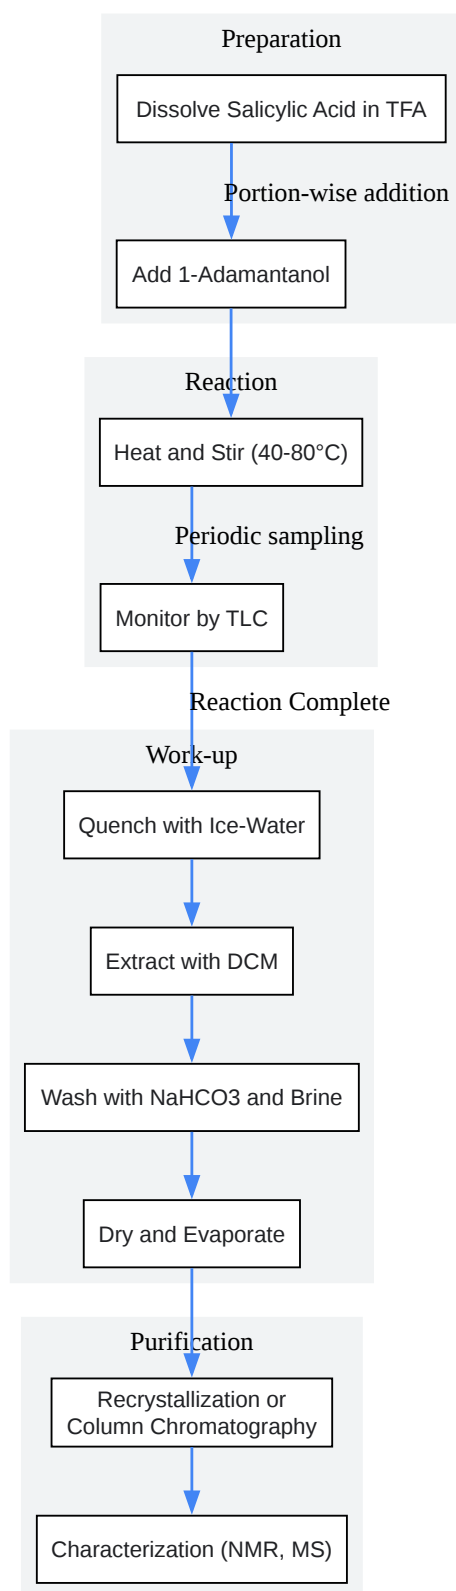 Preparation
Dissolve Salicylic Acid in TFA
Portion-wise addition
Add 1-Adamantanol
Reaction
Heat and Stir (40-80°C)
Periodic sampling
Monitor by TLC
Reaction Complete
Work-up
Quench with Ice-Water
Extract with DCM
Wash with NaHCO3 and Brine
Dry and Evaporate
Purification
Recrystallization or
Column Chromatography
Characterization (NMR, MS)